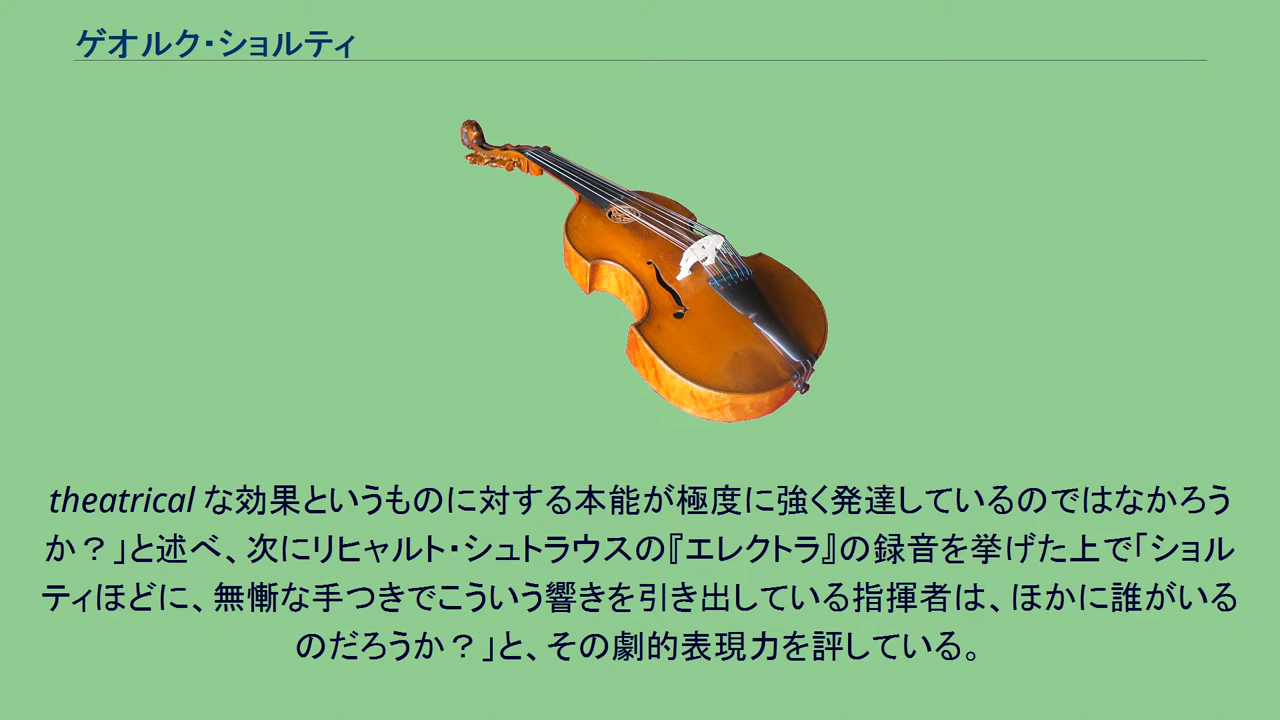 ゲオルク・ショルティ
theatrical な効果というものに対する本能が極度に強く発達しているのではなかろう
か？」と述べ、次にリヒャルト・シュトラウスの『エレクトラ』の録音を挙げた上で「ショル
ティほどに、無慚な手つきでこういう響きを引き出している指揮者は、ほかに誰がいる
のだろうか？」と、その劇的表現力を評している。